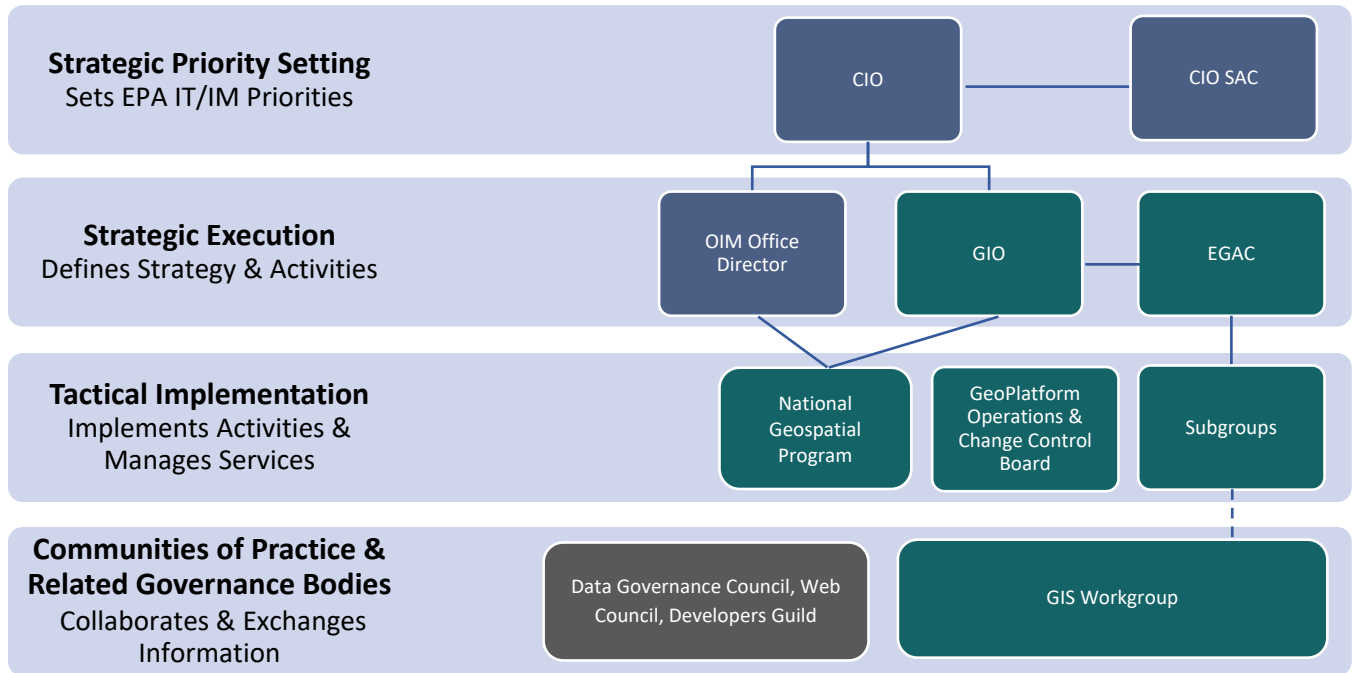 Strategic Priority Setting
Sets EPA IT/IM Priorities
CIO
CIO SAC
Strategic Execution
Defines Strategy & Activities
OIM Office
Director
GIO
EGAC
Tactical Implementation
Implements Activities &
Manages Services
National
Geospatial
Program
GeoPlatform
Operations &
Change Control
Board
Subgroups
Communities of Practice &
Related Governance Bodies
Collaborates & Exchanges
Information
Data Governance Council, Web
Council, Developers Guild
GIS Workgroup